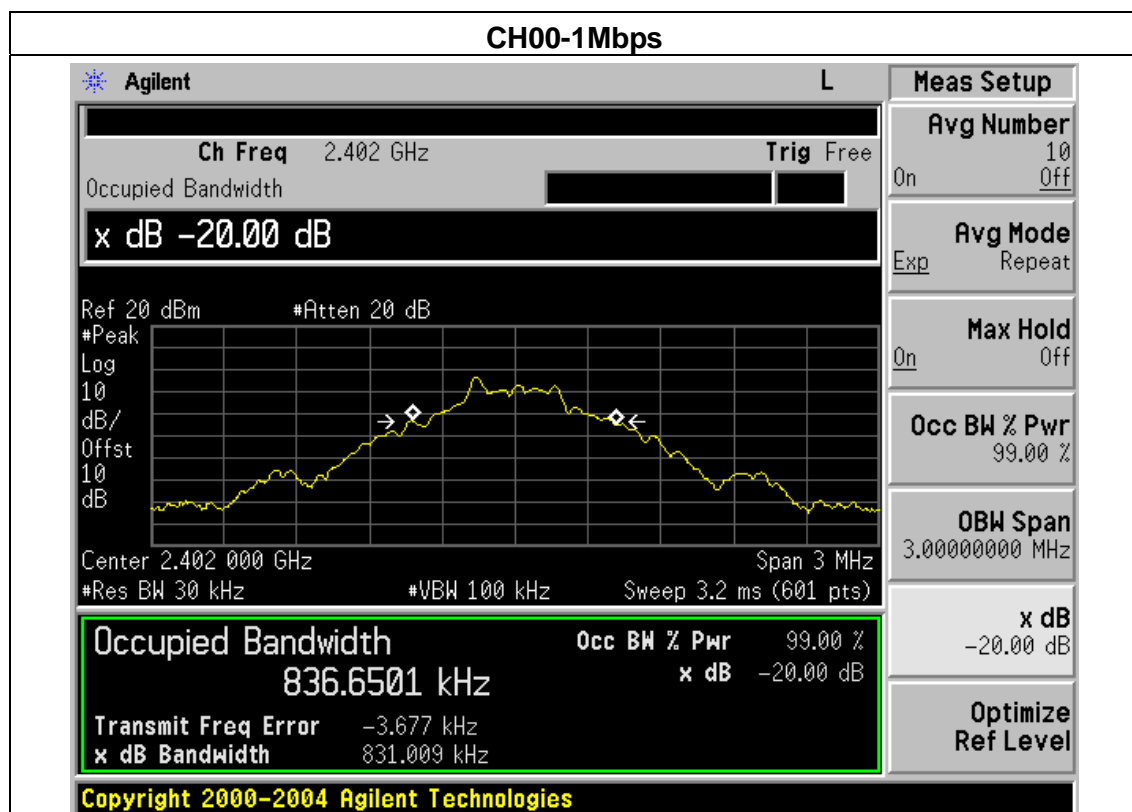 CH00-1Mbps
Agilent L
Ch Freq 2.402 GHz Trig Free
Occupied Bandwidth
x dB -20.00 dB
Ref 20 dBm #Atten 20 dB
#Peak
Log
10
dB/
Offst
10
dB
Center 2.402 000 GHz Span 3 MHz
#Res BW 30 kHz #VBW 100 kHz Sweep 3.2 ms (601 pts)
Occupied Bandwidth Occ BW % Pwr 99.00 %
836.6501 kHz x dB -20.00 dB
Transmit Freq Error -3.677 kHz
x dB Bandwidth 831.009 kHz
Copyright 2000-2004 Agilent Technologies
Meas Setup
Avg Number
10
On Off
Avg Mode
Exp Repeat
Max Hold
On Off
Occ BW % Pwr
99.00 %
OBW Span
3.00000000 MHz
x dB
-20.00 dB
Optimize
Ref Level